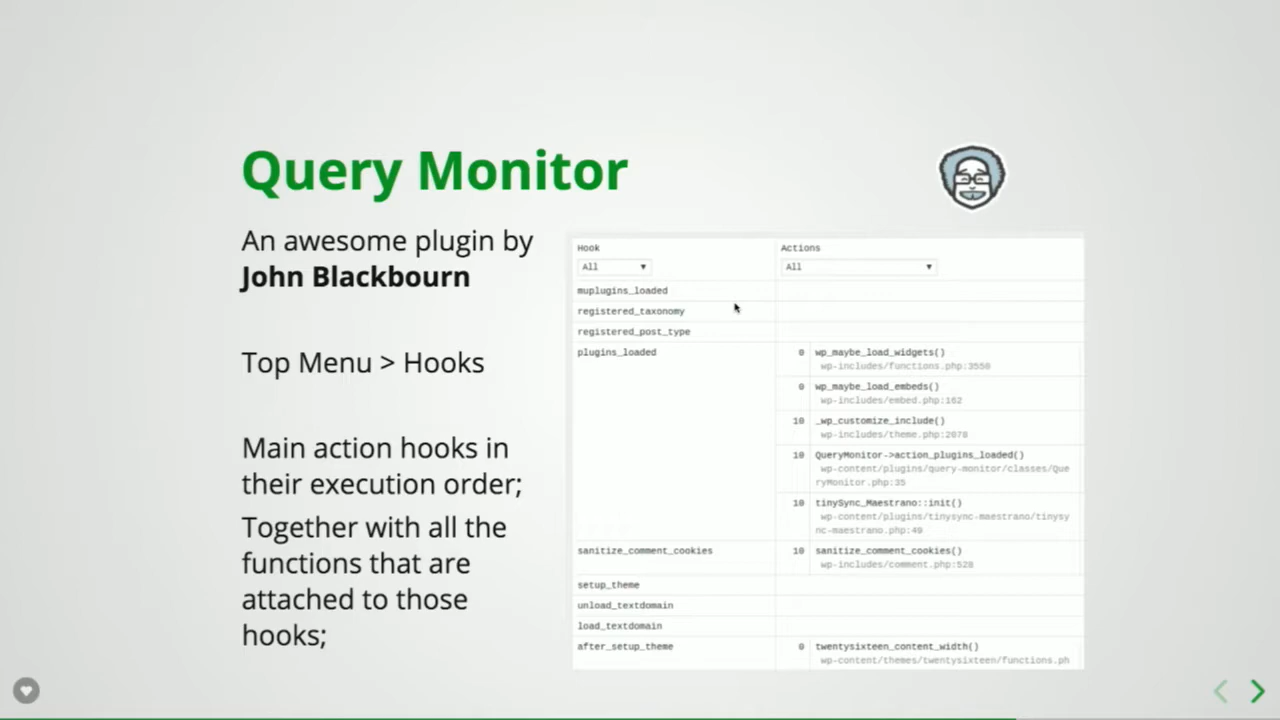 Query Monitor
An awesome plugin by
John Blackbourn
Top Menu > Hooks
Main action hooks in
their execution order;
Together with all the
functions that are
attached to those
hooks;
Hook Actions
All All
muplugins_loaded
registered_taxonomy
registered_post_type
plugins_loaded 0 wp_maybe_load_widgets()
wp-includes/functions.php:3550
0 wp_maybe_load_embeds()
wp-includes/embed.php:162
10 _wp_customize_include()
wp-includes/theme.php:2078
10 QueryMonitor->action_plugins_loaded()
wp-content/plugins/query-monitor/classes/Que
ryMonitor.php:35
10 tinySync_Maestrano::init()
wp-content/plugins/tinysync-maestrano/tinysy
nc-maestrano.php:49
sanitize_comment_cookies 10 sanitize_comment_cookies()
wp-includes/comment.php:528
setup_theme
unload_textdomain
load_textdomain
after_setup_theme 0 twentysixteen_content_width()
wp-content/themes/twentysixteen/functions.ph